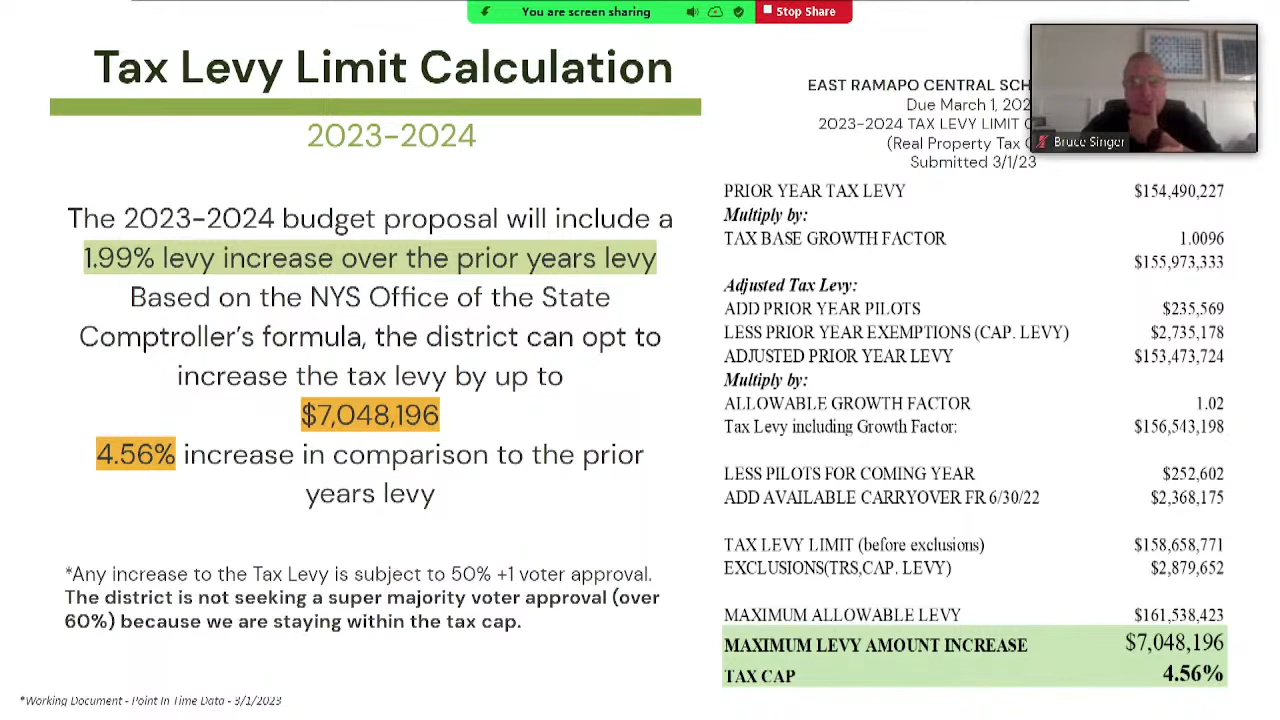 You are screen sharing
Stop Share
Tax Levy Limit Calculation
2023-2024
The 2023-2024 budget proposal will include a
1.99% levy increase over the prior years levy
Based on the NYS Office of the State
Comptroller's formula, the district can opt to
increase the tax levy by up to
$7,048,196
4.56% increase in comparison to the prior
years levy
*Any increase to the Tax Levy is subject to 50% +1 voter approval.
The district is not seeking a super majority voter approval (over
60%) because we are staying within the tax cap.
*Working Document - Point In Time Data - 3/1/2023
EAST RAMAPO CENTRAL
Due March 1,
2023-2024 TAX LEVY LIMIT
(Real Property Tax
Submitted 3/1/23
Bruce Singer
PRIOR YEAR TAX LEVY $154,490,227
Multiply by:
TAX BASE GROWTH FACTOR 1.0096
$155,973,333
Adjusted Tax Levy:
ADD PRIOR YEAR PILOTS $235,569
LESS PRIOR YEAR EXEMPTIONS (CAP. LEVY) $2,735,178
ADJUSTED PRIOR YEAR LEVY $153,473,724
Multiply by:
ALLOWABLE GROWTH FACTOR 1.02
Tax Levy including Growth Factor: $156,543,198
LESS PILOTS FOR COMING YEAR $252,602
ADD AVAILABLE CARRYOVER FR 6/30/22 $2,368,175
TAX LEVY LIMIT (before exclusions) $158,658,771
EXCLUSIONS(TRS,CAP. LEVY) $2,879,652
MAXIMUM ALLOWABLE LEVY $161,538,423
MAXIMUM LEVY AMOUNT INCREASE $7,048,196
TAX CAP 4.56%